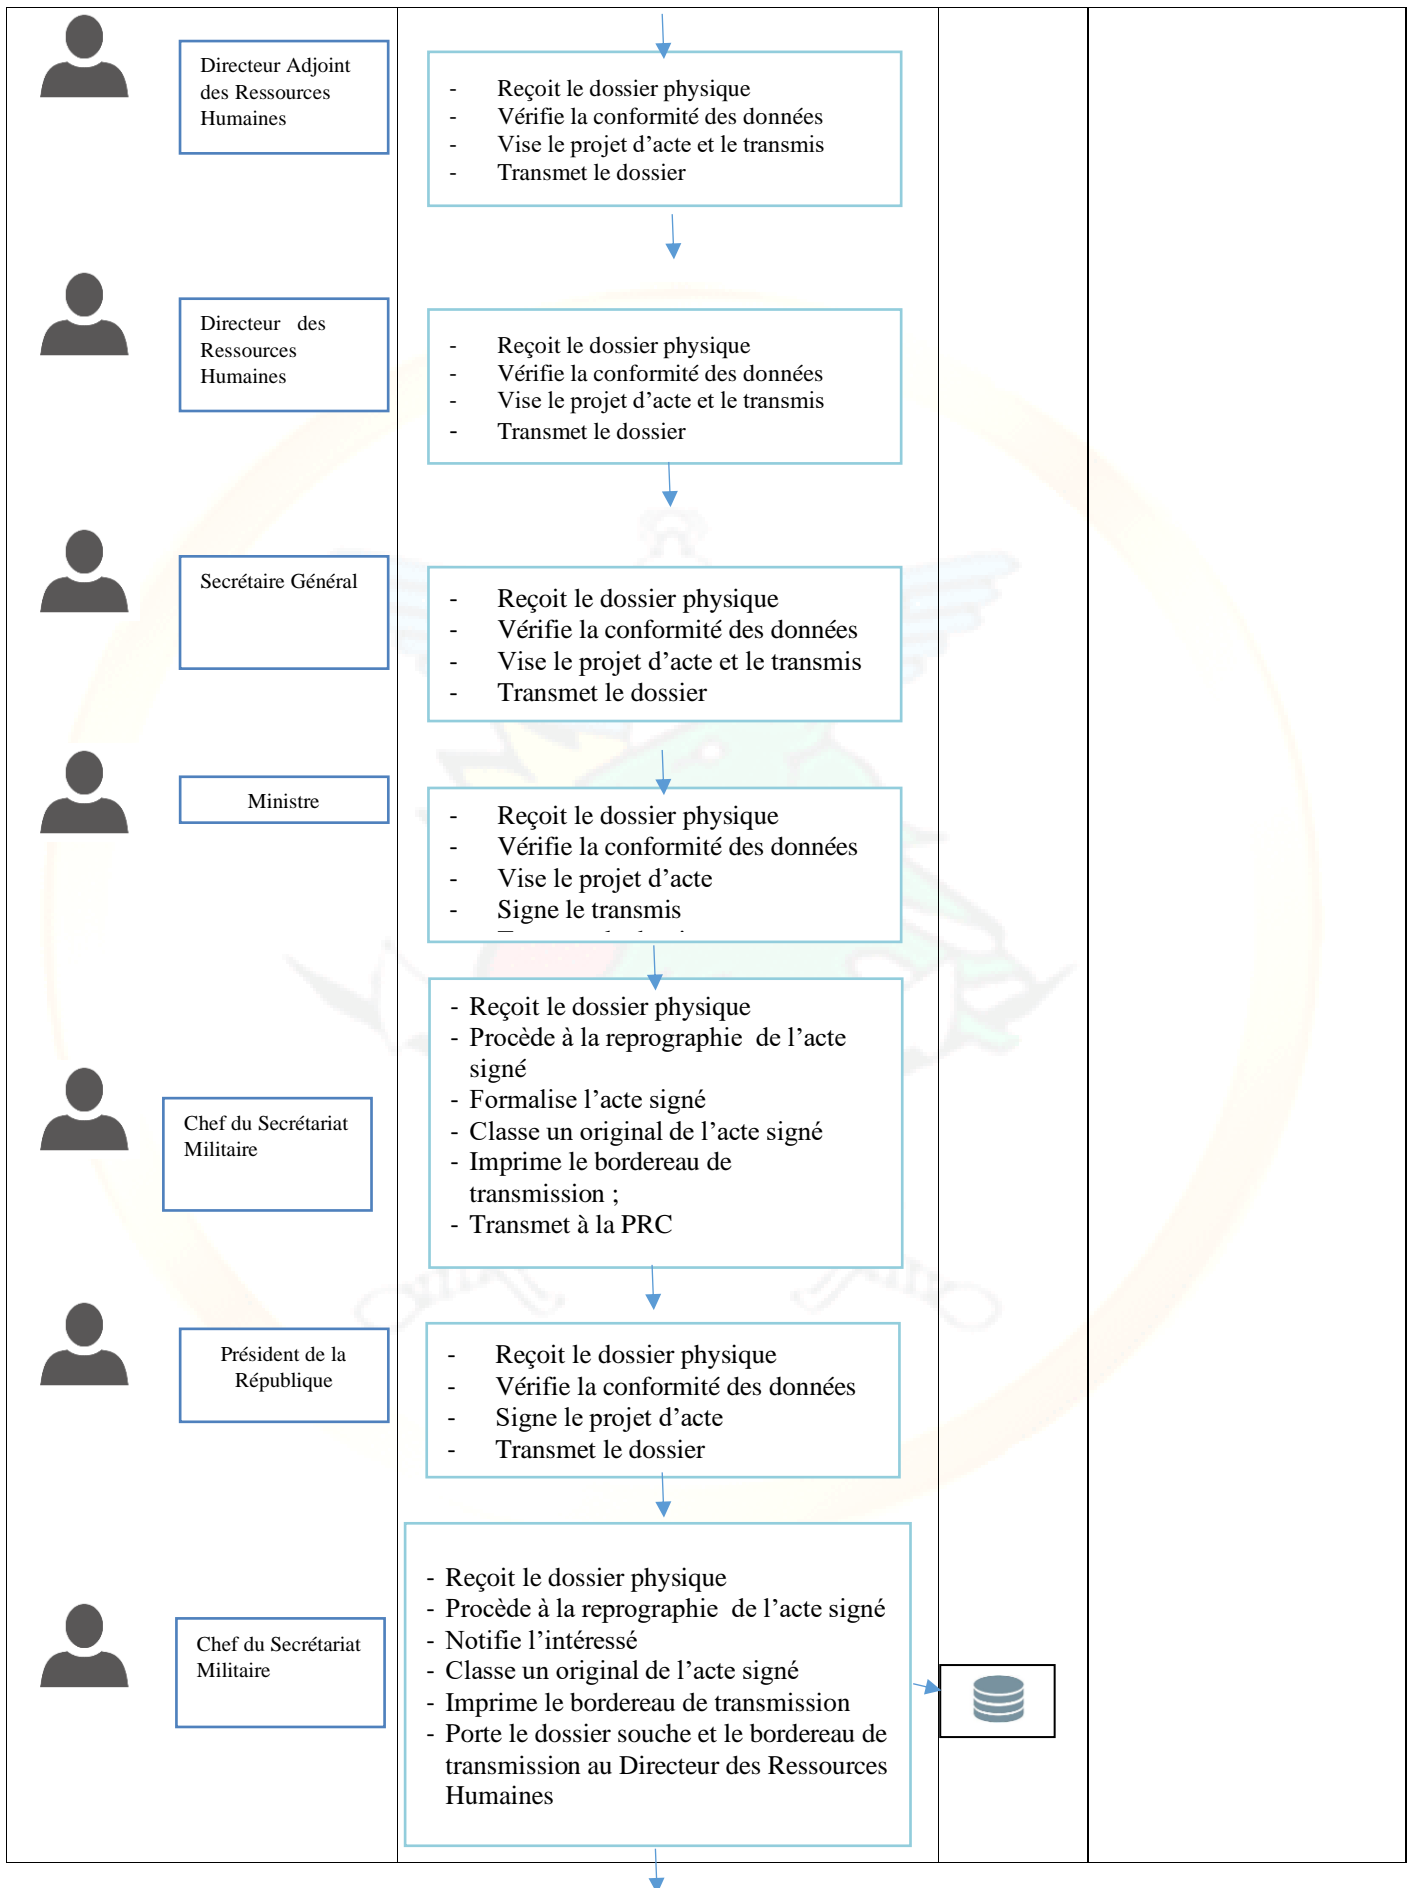 Directeur Adjoint
des Ressources
Humaines
- Reçoit le dossier physique
- Vérifie la conformité des données
- Vise le projet d’acte et le transmis
- Transmet le dossier
Directeur des
Ressources
Humaines
- Reçoit le dossier physique
- Vérifie la conformité des données
- Vise le projet d’acte et le transmis
- Transmet le dossier
Secrétaire Général
- Reçoit le dossier physique
- Vérifie la conformité des données
- Vise le projet d’acte et le transmis
- Transmet le dossier
Ministre
- Reçoit le dossier physique
- Vérifie la conformité des données
- Vise le projet d’acte
- Signe le transmis
Chef du Secrétariat
Militaire
- Reçoit le dossier physique
- Procède à la reprographie de l’acte
signé
- Formalise l’acte signé
- Classe un original de l’acte signé
- Imprime le bordereau de
transmission ;
- Transmet à la PRC
Président de la
République
- Reçoit le dossier physique
- Vérifie la conformité des données
- Signe le projet d’acte
- Transmet le dossier
Chef du Secrétariat
Militaire
- Reçoit le dossier physique
- Procède à la reprographie de l’acte signé
- Notifie l’intéressé
- Classe un original de l’acte signé
- Imprime le bordereau de transmission
- Porte le dossier souche et le bordereau de
transmission au Directeur des Ressources
Humaines